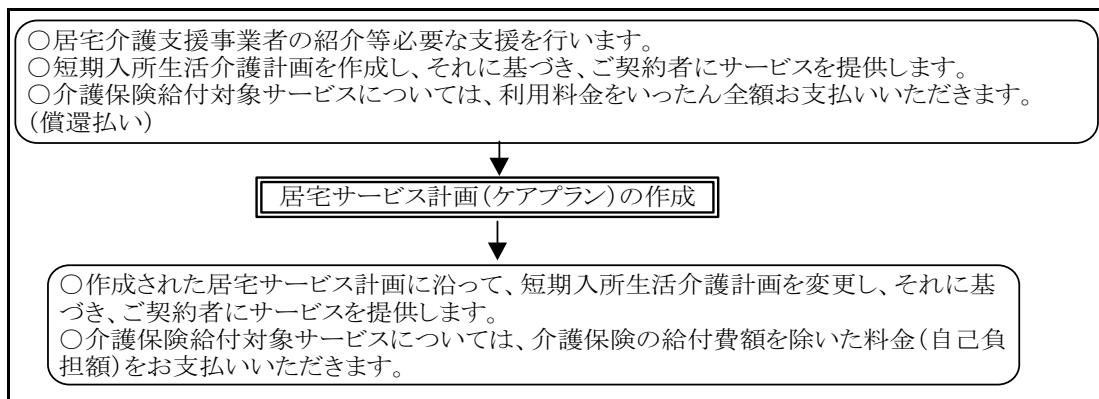 ○居宅介護支援事業者の紹介等必要な支援を行います。
○短期入所生活介護計画を作成し、それに基づき、ご契約者にサービスを提供します。
○介護保険給付対象サービスについては、利用料金をいったん全額お支払いいただきます。
(償還払い)
居宅サービス計画(ケアプラン)の作成
○作成された居宅サービス計画に沿って、短期入所生活介護計画を変更し、それに基
づき、ご契約者にサービスを提供します。
○介護保険給付対象サービスについては、介護保険の給付費額を除いた料金(自己負
担額)をお支払いいただきます。